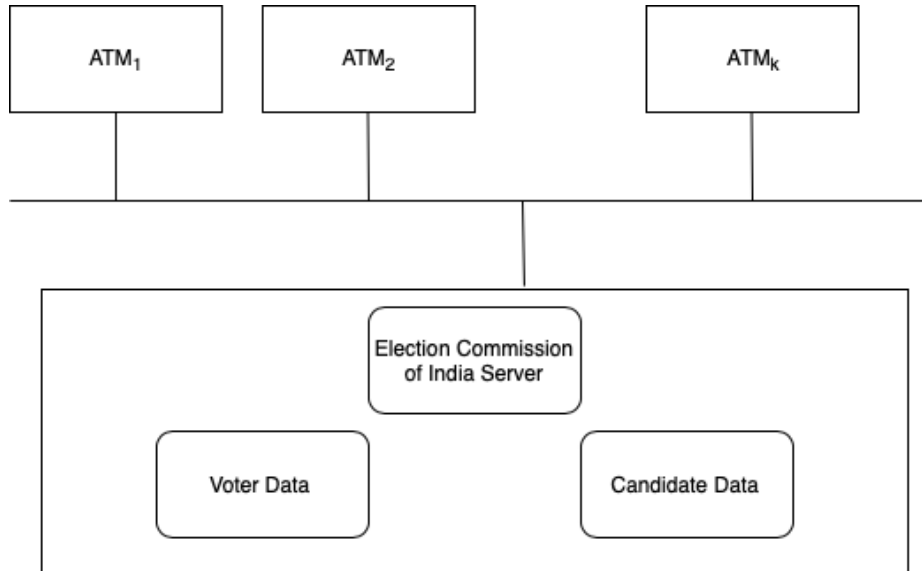 ATM₁
ATM₂
ATMₖ
Election Commission
of India Server
Voter Data
Candidate Data